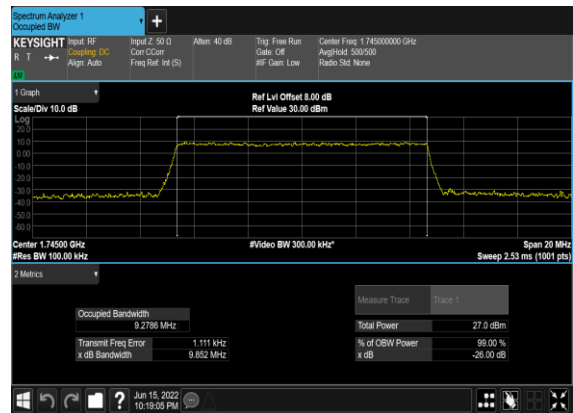 Spectrum Analyzer 1
Occupied BW
KEYSIGHT Input: RF Input Z: 50 Ω Atten: 40 dB Trig: Free Run Center Freq: 1.745000000 GHz
R T Coupling: DC Corr CCorr Gate: Off Avg|Hold: 500/500
Align: Auto Freq Ref: Int (S) #IF Gain: Low Radio Std: None
LXI
1 Graph
Ref Lvl Offset 8.00 dB
Scale/Div 10.0 dB Ref Value 30.00 dBm
Log
20.0
10.0
0.00
-10.0
-20.0
-30.0
-40.0
-50.0
-60.0
Center 1.74500 GHz #Video BW 300.00 kHz* Span 20 MHz
#Res BW 100.00 kHz Sweep 2.53 ms (1001 pts)
2 Metrics
Measure Trace Trace 1
Occupied Bandwidth
9.2786 MHz Total Power 27.0 dBm
Transmit Freq Error 1.111 kHz % of OBW Power 99.00 %
x dB Bandwidth 9.852 MHz x dB -26.00 dB
? Jun 15, 2022
10:19:05 PM